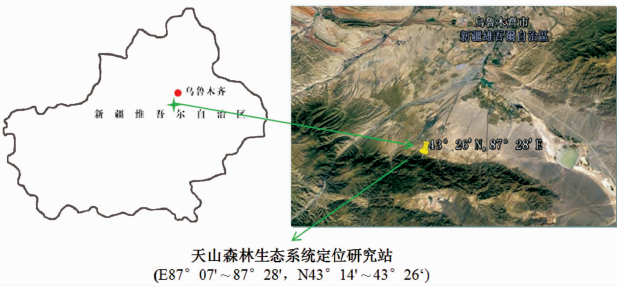 乌鲁木齐
新疆维吾尔自治区
乌鲁木齐市
新疆维吾尔自治区
43° 26′N,87° 28′E
天山森林生态系统定位研究站
(E87° 07'~87° 28', N43° 14'~43° 26‘)